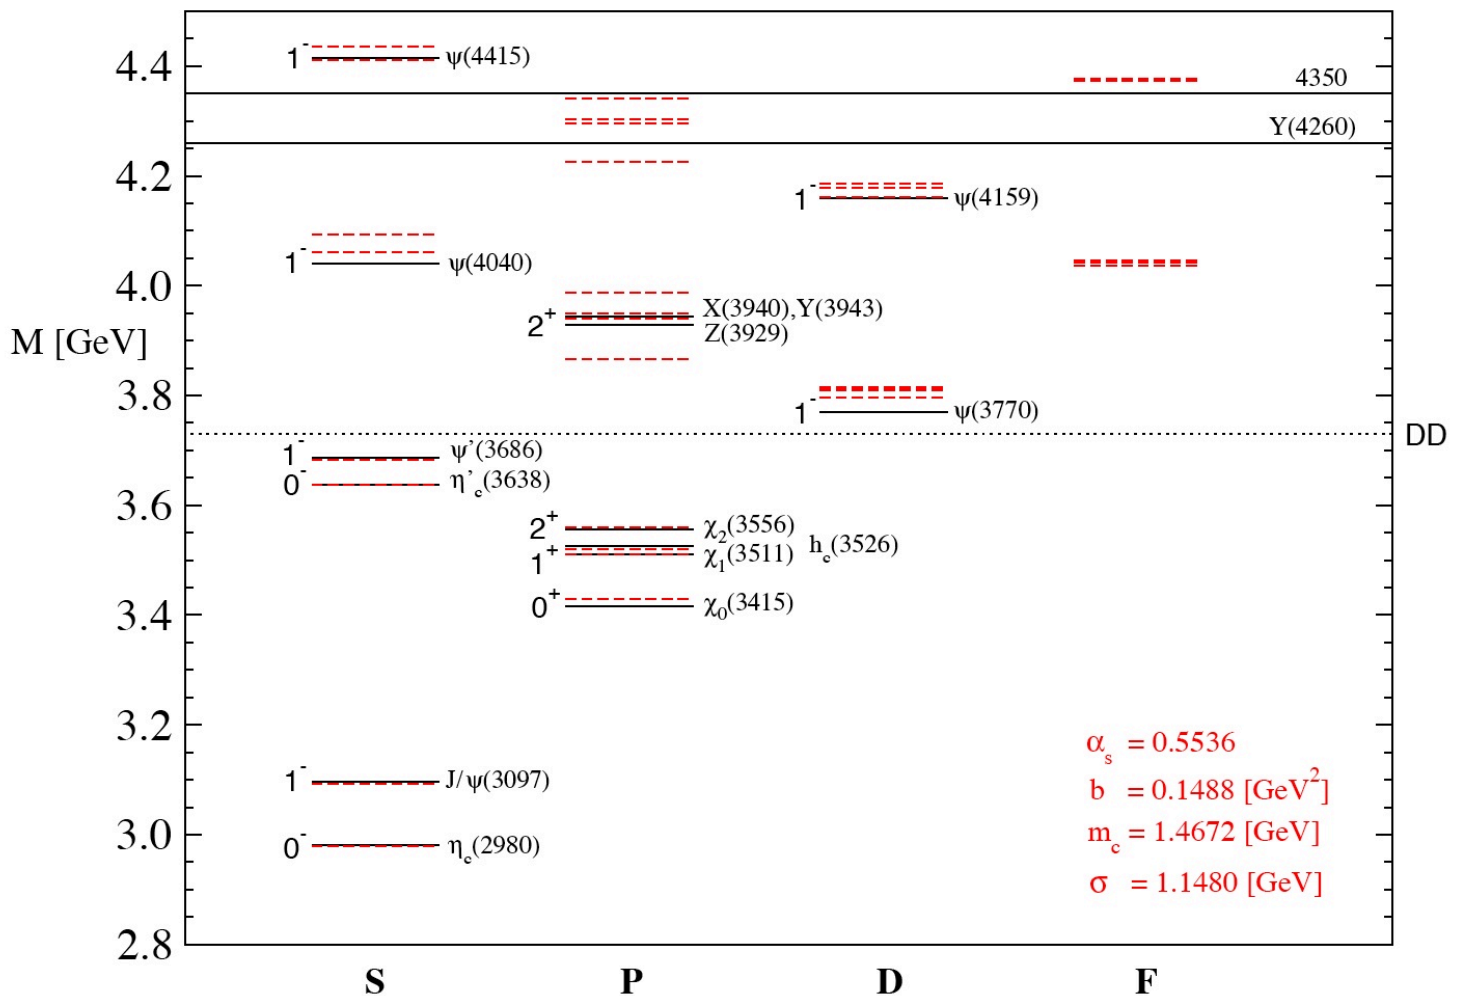 4.4
4.2
4.0
M [GeV]
3.8
3.6
3.4
3.2
3.0
2.8
1⁻ ψ(4415)
4350
Y(4260)
1⁻ ψ(4159)
1⁻ ψ(4040)
2⁺ X(3940),Y(3943)
Z(3929)
1⁻ ψ(3770)
DD
1⁻ ψ'(3686)
0⁻ η'c(3638)
2⁺ χ2(3556)
hc(3526)
1⁺ χ1(3511)
0⁺ χ0(3415)
1⁻ J/ψ(3097)
0⁻ ηc(2980)
αs = 0.5536
b = 0.1488 [GeV²]
mc = 1.4672 [GeV]
σ = 1.1480 [GeV]
S P D F